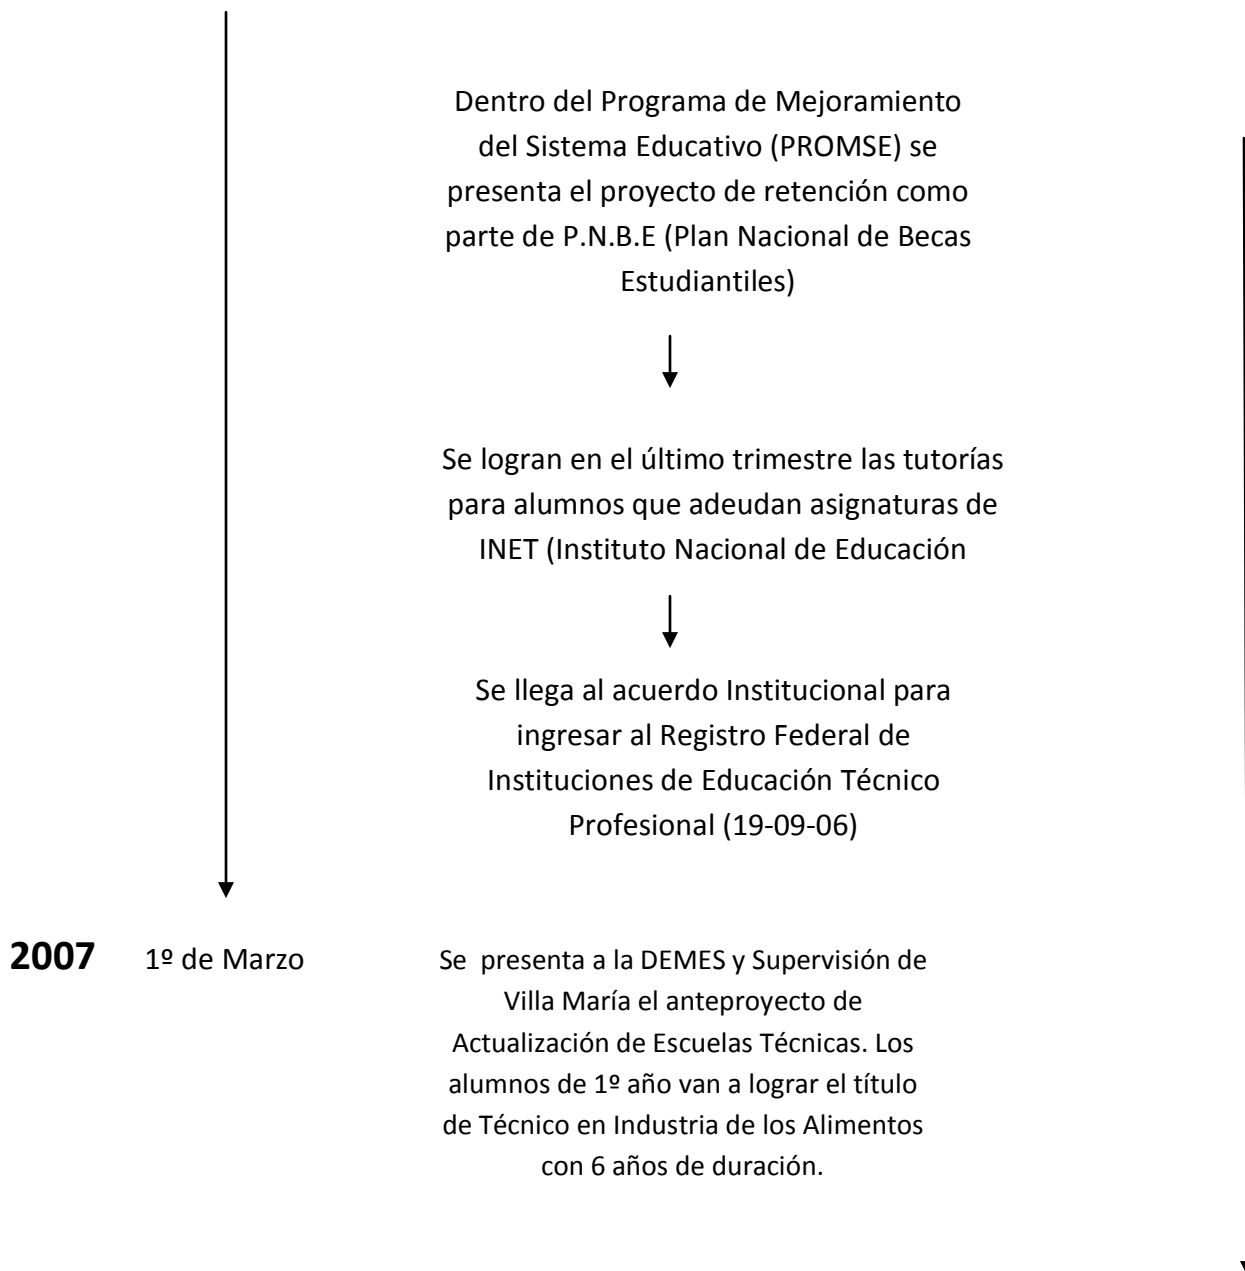 Dentro del Programa de Mejoramiento
del Sistema Educativo (PROMSE) se
presenta el proyecto de retención como
parte de P.N.B.E (Plan Nacional de Becas
Estudiantiles)
Se logran en el último trimestre las tutorías
para alumnos que adeudan asignaturas de
INET (Instituto Nacional de Educación
Se llega al acuerdo Institucional para
ingresar al Registro Federal de
Instituciones de Educación Técnico
Profesional (19-09-06)
2007 1º de Marzo Se presenta a la DEMES y Supervisión de
Villa María el anteproyecto de
Actualización de Escuelas Técnicas. Los
alumnos de 1º año van a lograr el título
de Técnico en Industria de los Alimentos
con 6 años de duración.